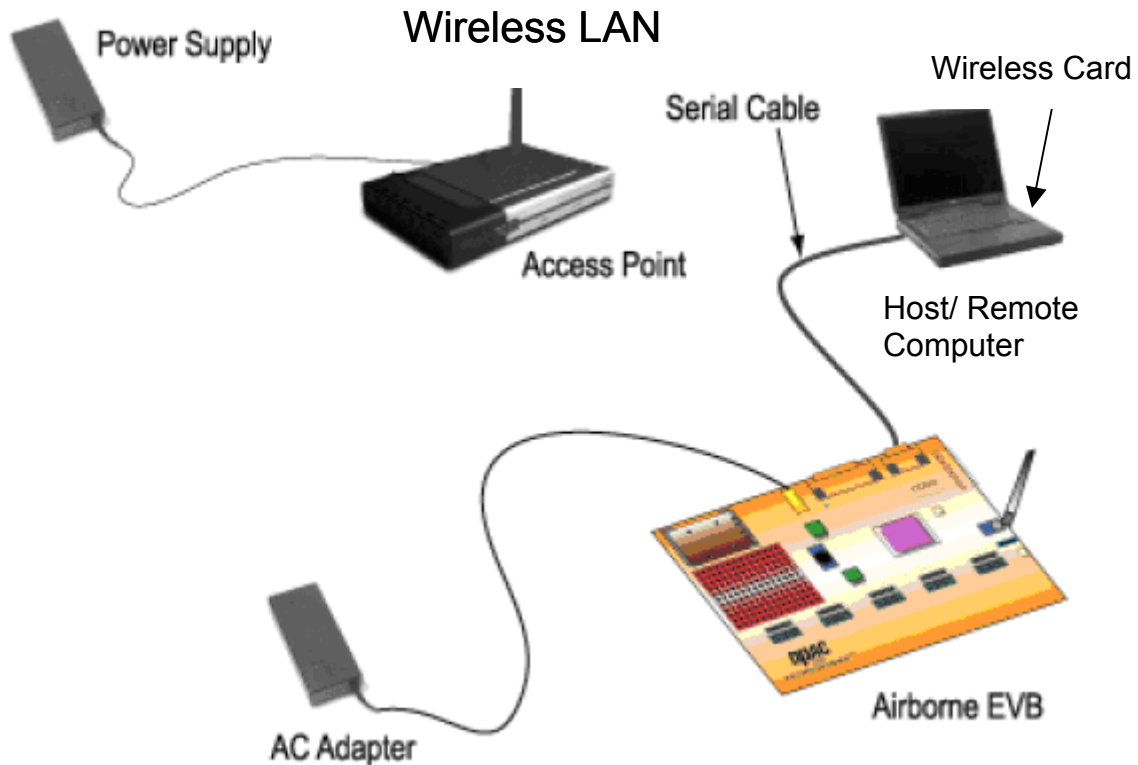 Wireless LAN
Power Supply
Wireless Card
Serial Cable
Access Point
Host/ Remote
Computer
Airborne EVB
AC Adapter